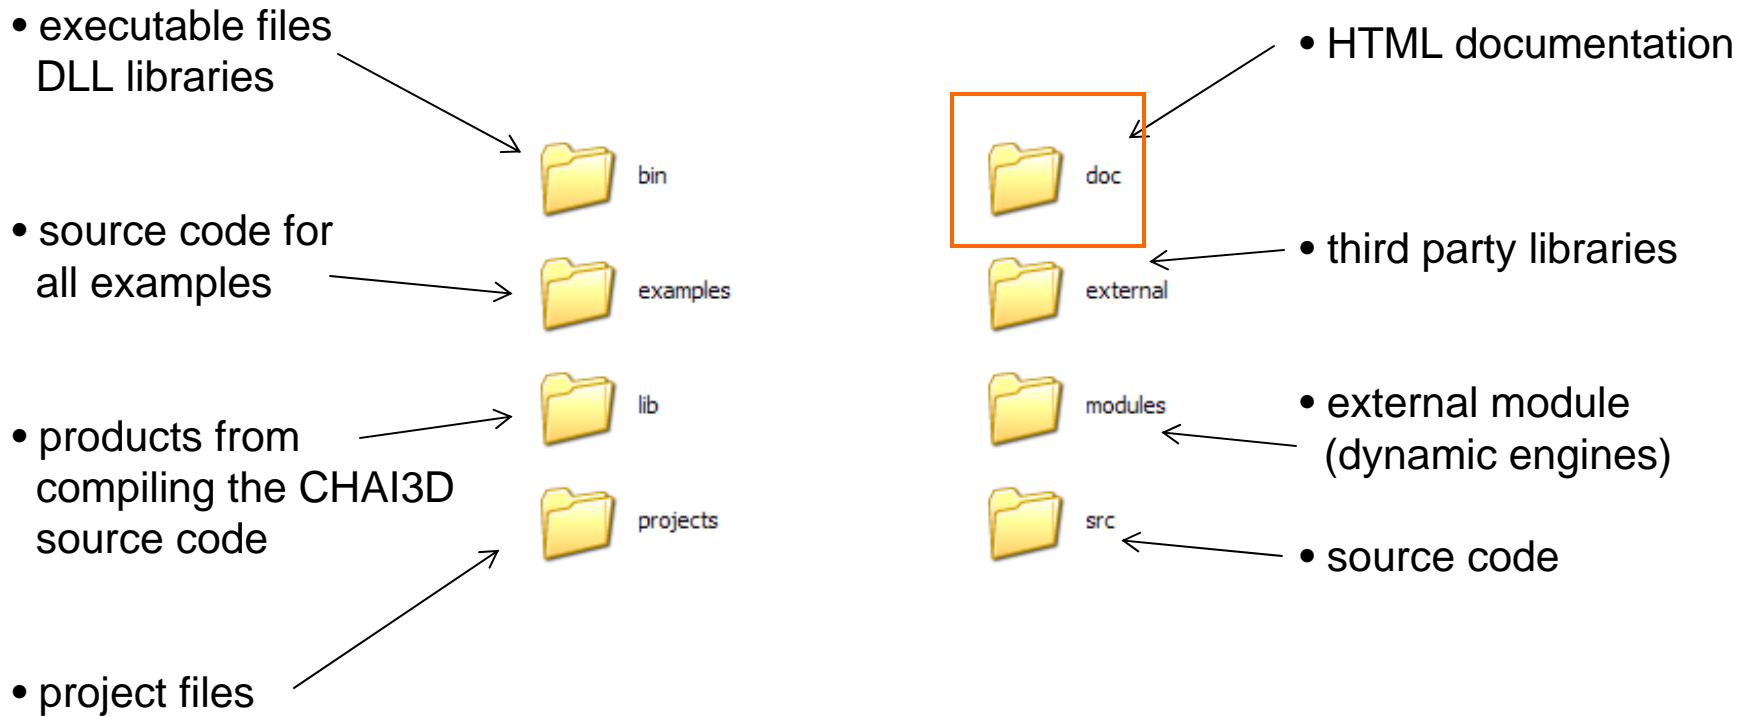 • executable files
DLL libraries
• HTML documentation
bin
doc
• source code for
all examples
• third party libraries
examples
external
lib
modules
• external module
(dynamic engines)
• products from
compiling the CHAI3D
source code
projects
src
• source code
• project files